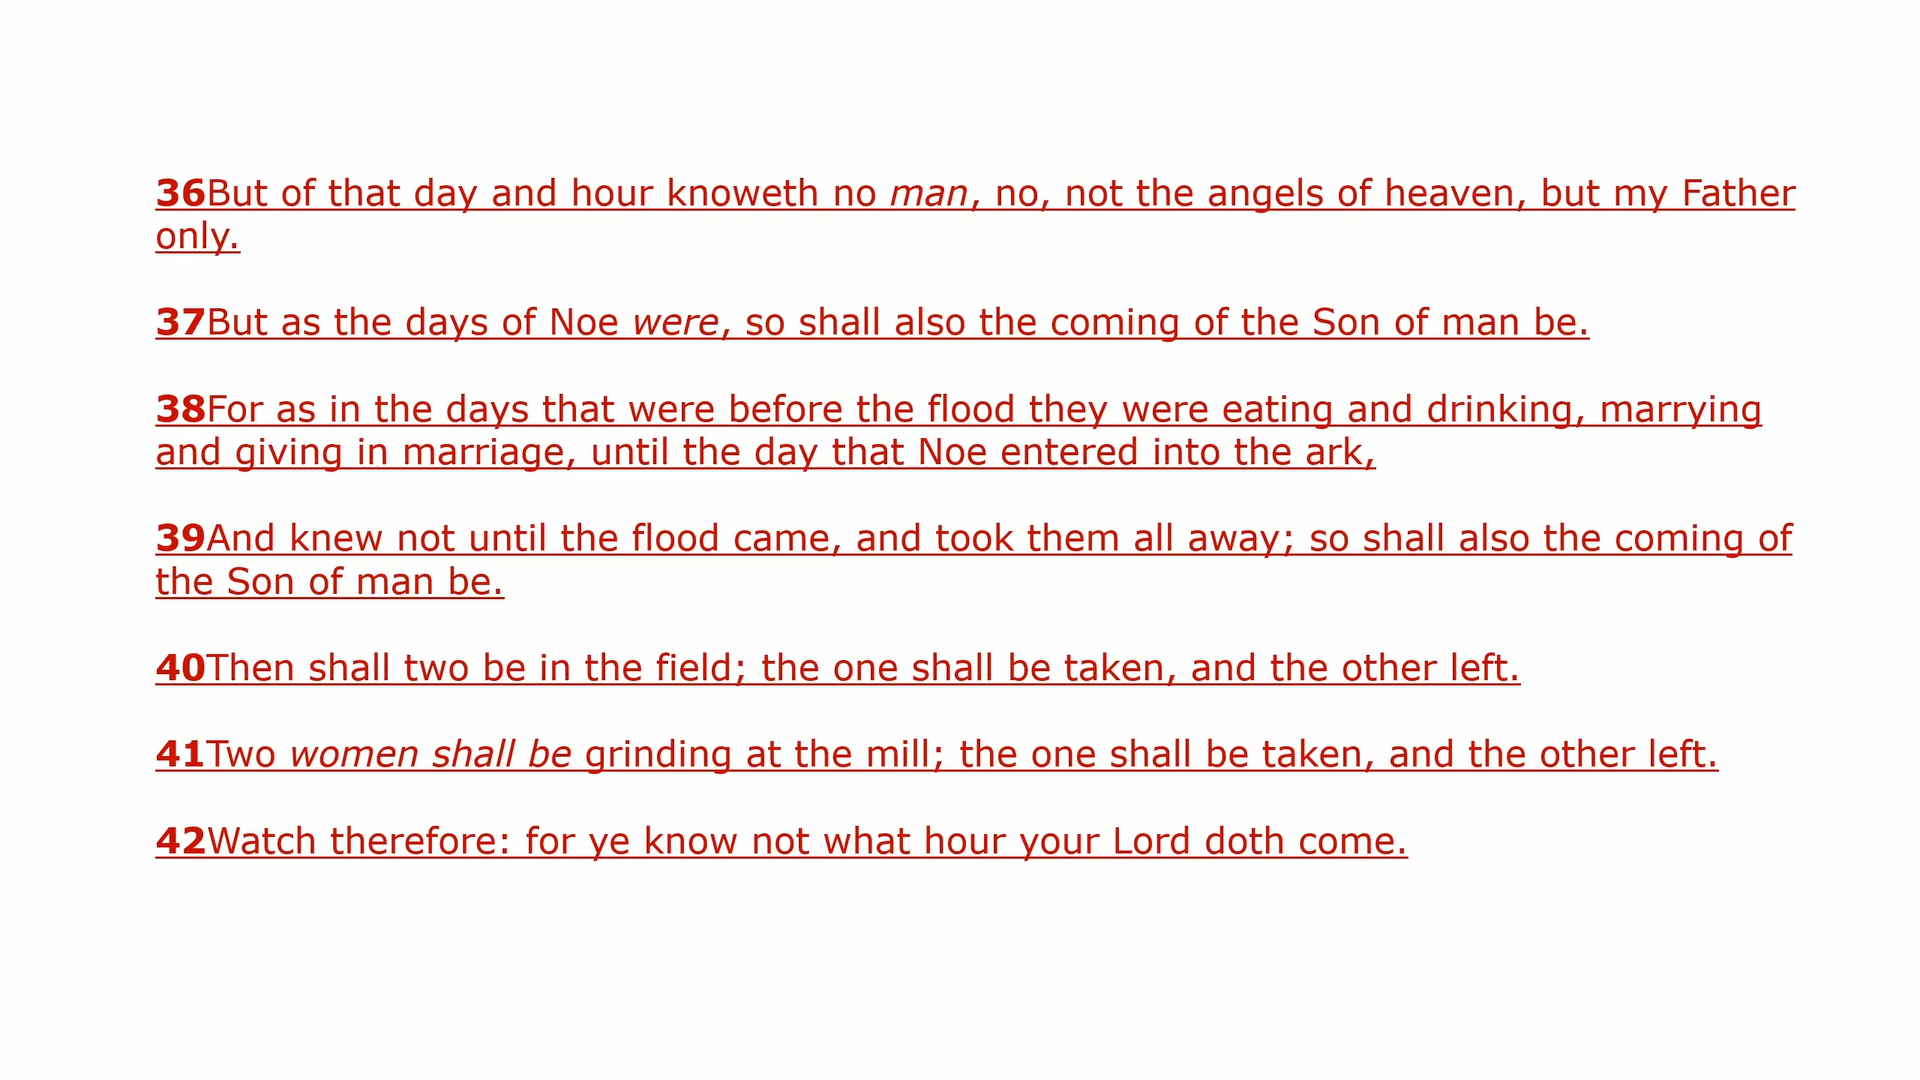 36But of that day and hour knoweth no man, no, not the angels of heaven, but my Father
only.
37But as the days of Noe were, so shall also the coming of the Son of man be.
38For as in the days that were before the flood they were eating and drinking, marrying
and giving in marriage, until the day that Noe entered into the ark,
39And knew not until the flood came, and took them all away; so shall also the coming of
the Son of man be.
40Then shall two be in the field; the one shall be taken, and the other left.
41Two women shall be grinding at the mill; the one shall be taken, and the other left.
42Watch therefore: for ye know not what hour your Lord doth come.